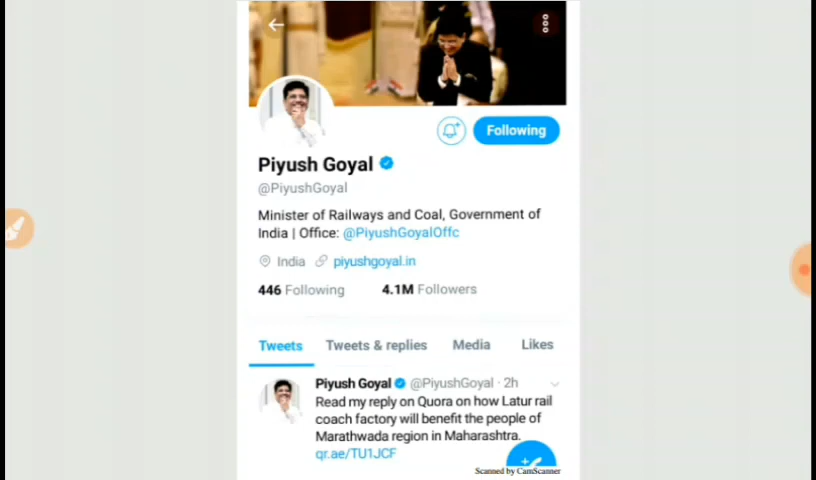 Following
Piyush Goyal
@PiyushGoyal
Minister of Railways and Coal, Government of
India | Office: @PiyushGoyalOffc
India piyushgoyal.in
446 Following 4.1M Followers
Tweets Tweets & replies Media Likes
Piyush Goyal @PiyushGoyal · 2h
Read my reply on Quora on how Latur rail
coach factory will benefit the people of
Marathwada region in Maharashtra.
qr.ae/TU1JCF
Scanned by CamScanner